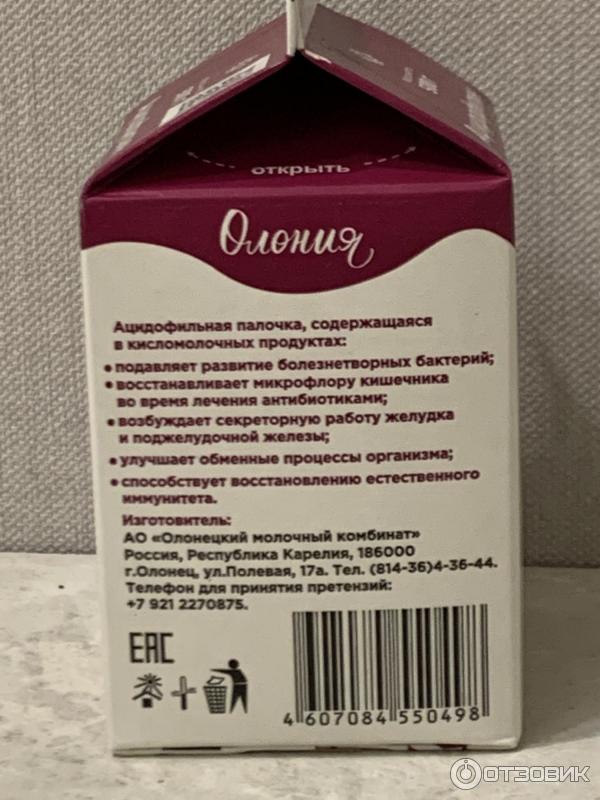 открыть
Олония
Ацидофильная палочка, содержащаяся
в кисломолочных продуктах:
•подавляет развитие болезнетворных бактерий;
•восстанавливает микрофлору кишечника
во время лечения антибиотиками;
•возбуждает секреторную работу желудка
и поджелудочной железы;
•улучшает обменные процессы организма;
•способствует восстановлению естественного
иммунитета.
Изготовитель:
АО «Олонецкий молочный комбинат»
Россия, Республика Карелия, 186000
г.Олонец, ул.Полевая, 17а. Тел. (814-36)4-36-44.
Телефон для принятия претензий:
+7 921 2270875.
ЕАС
4 607084 550498
ОТЗОВИК